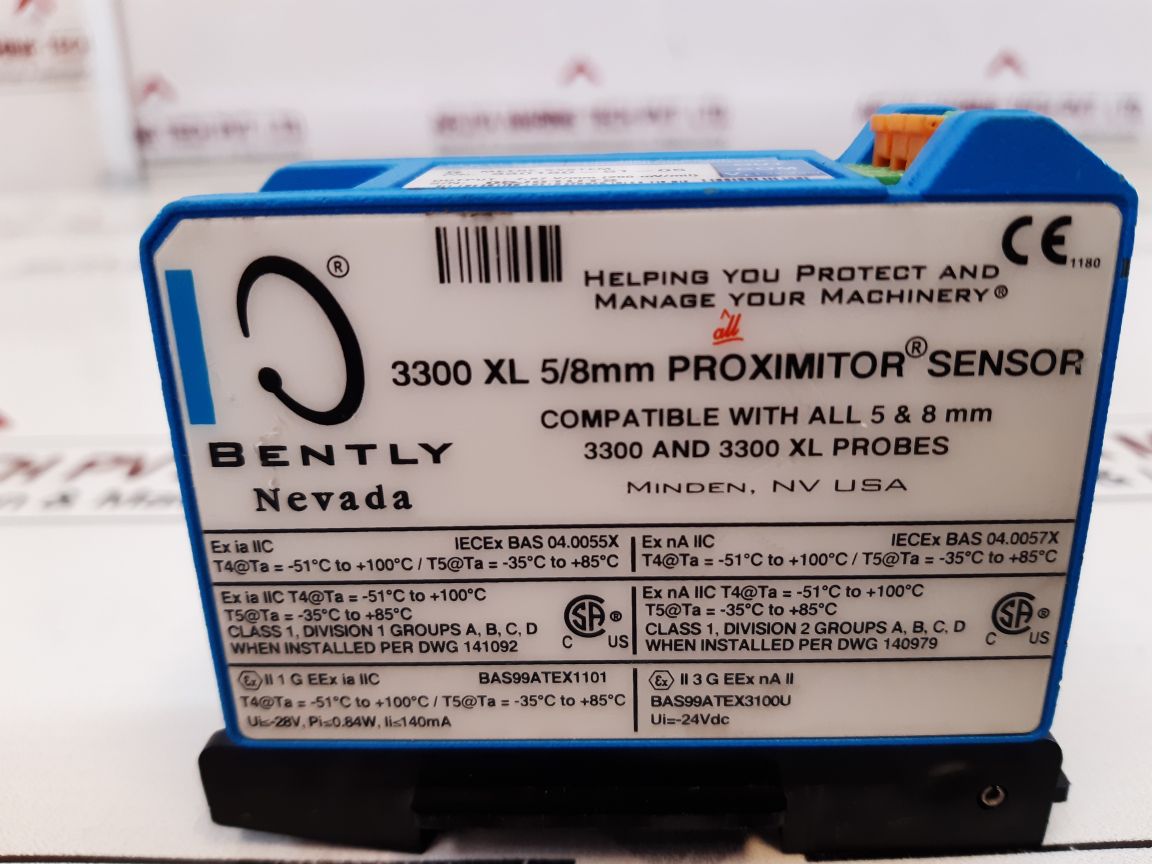 ®
HELPING YOU PROTECT AND
MANAGE YOUR MACHINERY®
all
CE 1180
3300 XL 5/8mm PROXIMITOR® SENSOR
COMPATIBLE WITH ALL 5 & 8 mm
3300 AND 3300 XL PROBES
MINDEN, NV USA
BENTLY
Nevada
Ex ia IIC IECEx BAS 04.0055X
T4@Ta = -51°C to +100°C / T5@Ta = -35°C to +85°C
Ex nA IIC IECEx BAS 04.0057X
T4@Ta = -51°C to +100°C / T5@Ta = -35°C to +85°C
Ex ia IIC T4@Ta = -51°C to +100°C
T5@Ta = -35°C to +85°C
CLASS 1, DIVISION 1 GROUPS A, B, C, D
WHEN INSTALLED PER DWG 141092
C SA ® US
Ex nA IIC T4@Ta = -51°C to +100°C
T5@Ta = -35°C to +85°C
CLASS 1, DIVISION 2 GROUPS A, B, C, D
WHEN INSTALLED PER DWG 140979
C SA ® US
Ex II 1 G EEx ia IIC BAS99ATEX1101
T4@Ta = -51°C to +100°C / T5@Ta = -35°C to +85°C
Ui≤-28V, Pi≤0.84W, Ii≤140mA
Ex II 3 G EEx nA II
BAS99ATEX3100U
Ui=-24Vdc